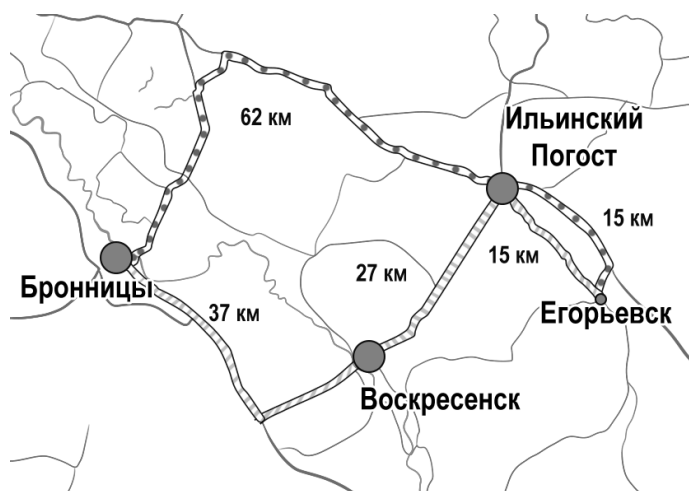 62 км
Ильинский
Погост
15 км
15 км
27 км
Бронницы
37 км
Егорьевск
Воскресенск